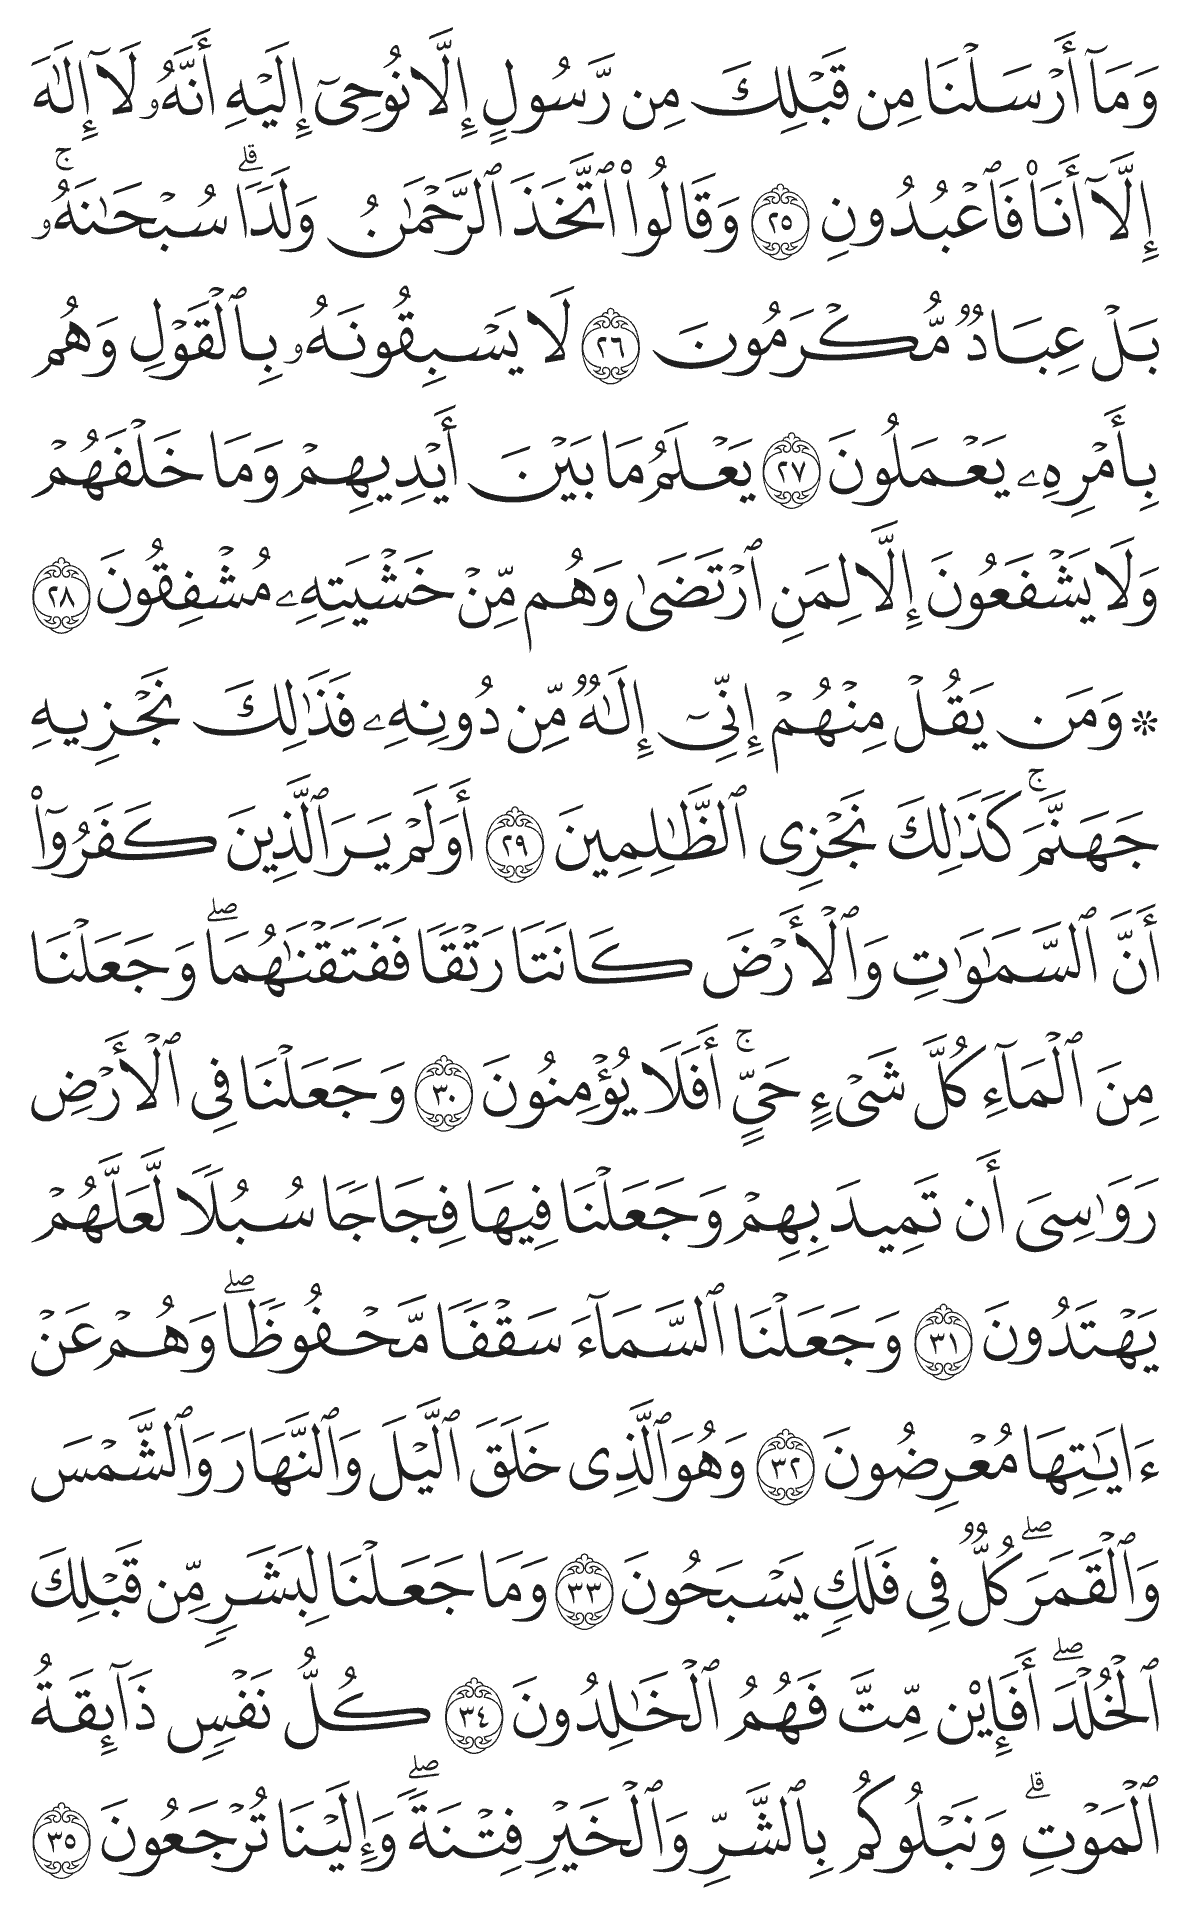 وَمَآ أَرۡسَلۡنَا مِن قَبۡلِكَ مِن رَّسُولٍ إِلَّا نُوحِيٓ إِلَيۡهِ أَنَّهُۥ لَآ إِلَٰهَ
إِلَّآ أَنَا۠ فَٱعۡبُدُونِ ٢٥ وَقَالُواْ ٱتَّخَذَ ٱلرَّحۡمَٰنُ وَلَدٗاۗ سُبۡحَٰنَهُۥۚ
بَلۡ عِبَادٞ مُّكۡرَمُونَ ٢٦ لَا يَسۡبِقُونَهُۥ بِٱلۡقَوۡلِ وَهُم
بِأَمۡرِهِۦ يَعۡمَلُونَ ٢٧ يَعۡلَمُ مَا بَيۡنَ أَيۡدِيهِمۡ وَمَا خَلۡفَهُمۡ
وَلَا يَشۡفَعُونَ إِلَّا لِمَنِ ٱرۡتَضَىٰ وَهُم مِّنۡ خَشۡيَتِهِۦ مُشۡفِقُونَ ٢٨
۞ وَمَن يَقُلۡ مِنۡهُمۡ إِنِّيٓ إِلَٰهٞ مِّن دُونِهِۦ فَذَٰلِكَ نَجۡزِيهِ
جَهَنَّمَۚ كَذَٰلِكَ نَجۡزِي ٱلظَّٰلِمِينَ ٢٩ أَوَلَمۡ يَرَ ٱلَّذِينَ كَفَرُوٓاْ
أَنَّ ٱلسَّمَٰوَٰتِ وَٱلۡأَرۡضَ كَانَتَا رَتۡقٗا فَفَتَقۡنَٰهُمَاۖ وَجَعَلۡنَا
مِنَ ٱلۡمَآءِ كُلَّ شَيۡءٍ حَيٍّۚ أَفَلَا يُؤۡمِنُونَ ٣٠ وَجَعَلۡنَا فِي ٱلۡأَرۡضِ
رَوَٰسِيَ أَن تَمِيدَ بِهِمۡ وَجَعَلۡنَا فِيهَا فِجَاجٗا سُبُلٗا لَّعَلَّهُمۡ
يَهۡتَدُونَ ٣١ وَجَعَلۡنَا ٱلسَّمَآءَ سَقۡفٗا مَّحۡفُوظٗاۖ وَهُمۡ عَنۡ
ءَايَٰتِهَا مُعۡرِضُونَ ٣٢ وَهُوَ ٱلَّذِي خَلَقَ ٱلَّيۡلَ وَٱلنَّهَارَ وَٱلشَّمۡسَ
وَٱلۡقَمَرَۖ كُلّٞ فِي فَلَكٖ يَسۡبَحُونَ ٣٣ وَمَا جَعَلۡنَا لِبَشَرٖ مِّن قَبۡلِكَ
ٱلۡخُلۡدَۖ أَفَإِيْن مِّتَّ فَهُمُ ٱلۡخَٰلِدُونَ ٣٤ كُلُّ نَفۡسٖ ذَآئِقَةُ
ٱلۡمَوۡتِۗ وَنَبۡلُوكُم بِٱلشَّرِّ وَٱلۡخَيۡرِ فِتۡنَةٗۖ وَإِلَيۡنَا تُرۡجَعُونَ ٣٥